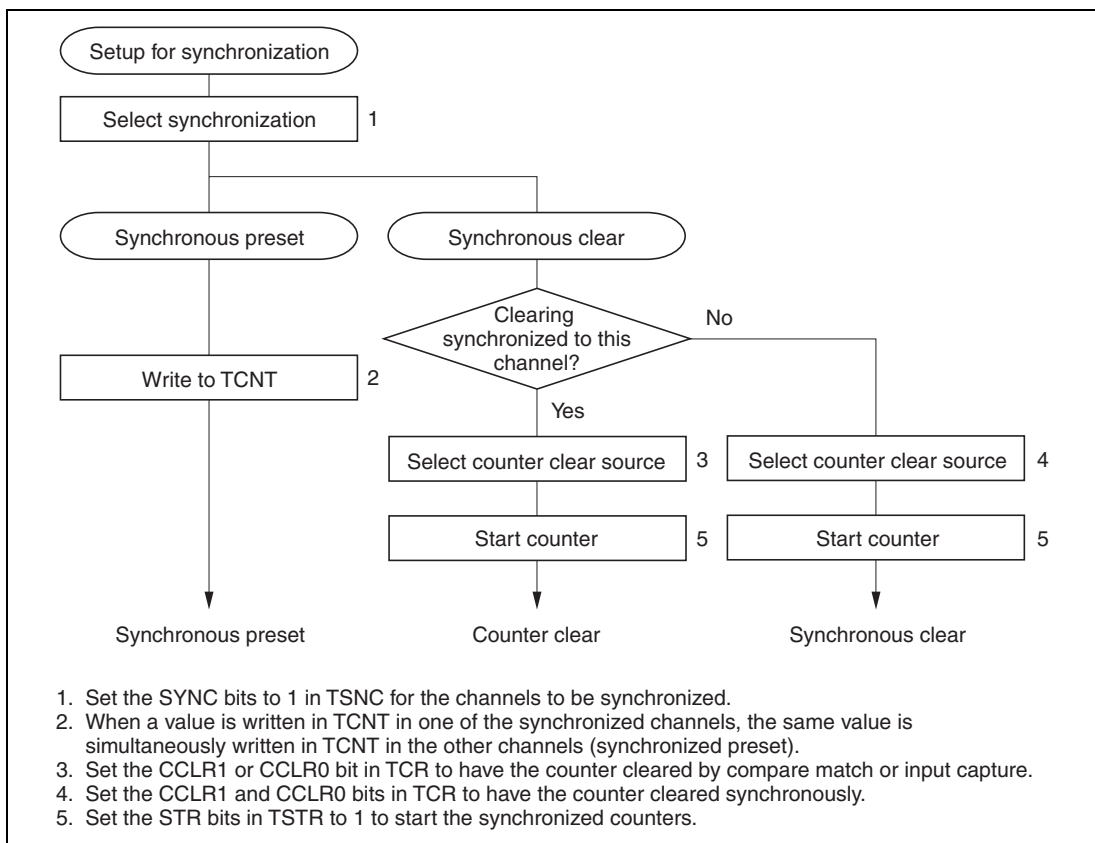 Setup for synchronization
Select synchronization 1
Synchronous preset Synchronous clear
Clearing
synchronized to this
channel?
No
Write to TCNT 2
Yes
Select counter clear source 3 Select counter clear source 4
Start counter 5 Start counter 5
Synchronous preset Counter clear Synchronous clear
1. Set the SYNC bits to 1 in TSNC for the channels to be synchronized.
2. When a value is written in TCNT in one of the synchronized channels, the same value is
simultaneously written in TCNT in the other channels (synchronized preset).
3. Set the CCLR1 or CCLR0 bit in TCR to have the counter cleared by compare match or input capture.
4. Set the CCLR1 and CCLR0 bits in TCR to have the counter cleared synchronously.
5. Set the STR bits in TSTR to 1 to start the synchronized counters.